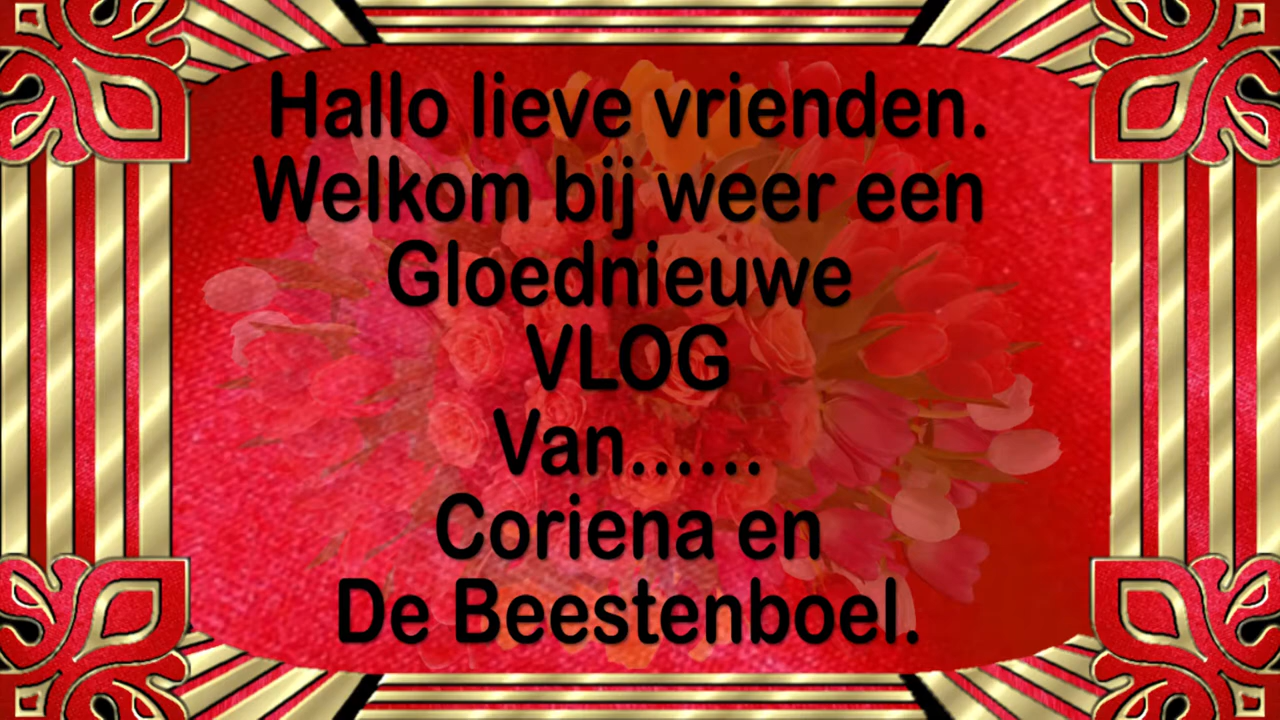 Hallo lieve vrienden.
Welkom bij weer een
Gloednieuwe
VLOG
Van......
Coriena en
De Beestenboel.